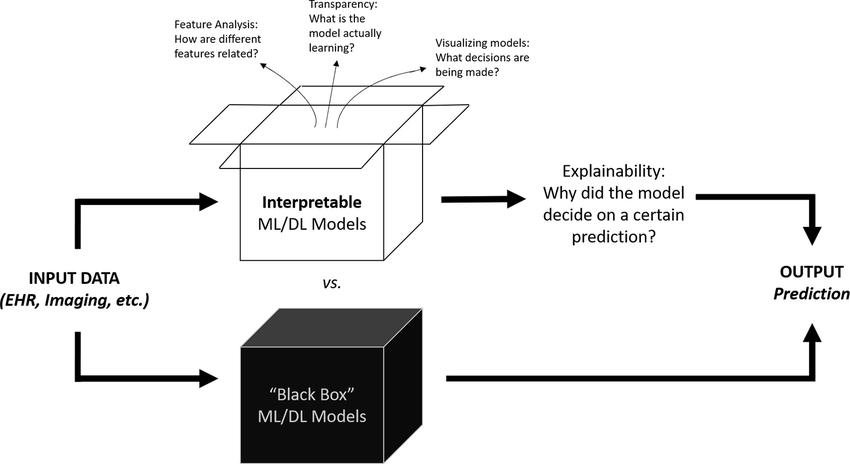 Feature Analysis:
How are different
features related?
Transparency:
What is the
model actually
learning?
Visualizing models:
What decisions are
being made?
Interpretable
ML/DL Models
Explainability:
Why did the model
decide on a certain
prediction?
INPUT DATA
(EHR, Imaging, etc.)
vs.
OUTPUT
Prediction
“Black Box”
ML/DL Models